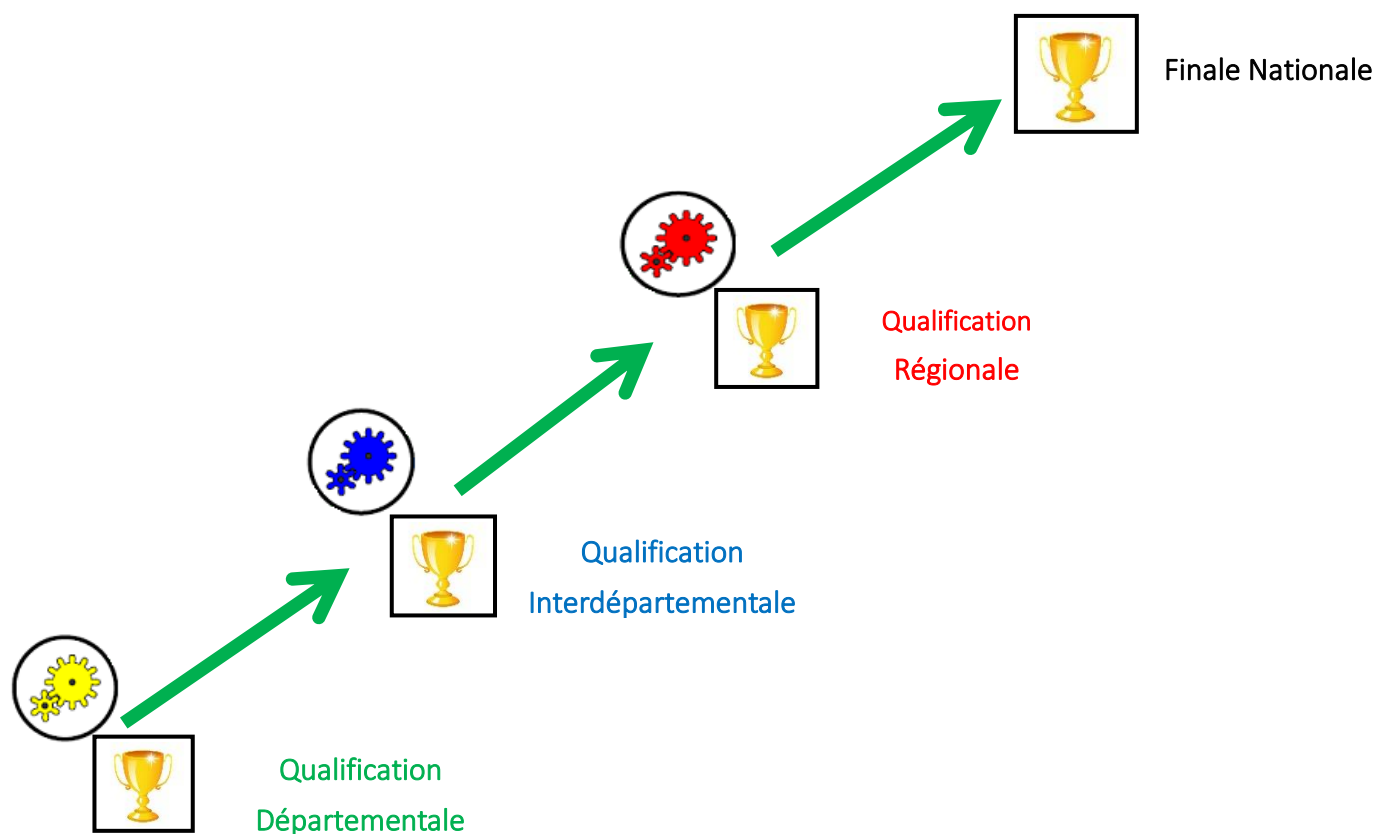 Finale Nationale
Qualification
Régionale
Qualification
Interdépartementale
Qualification
Départementale